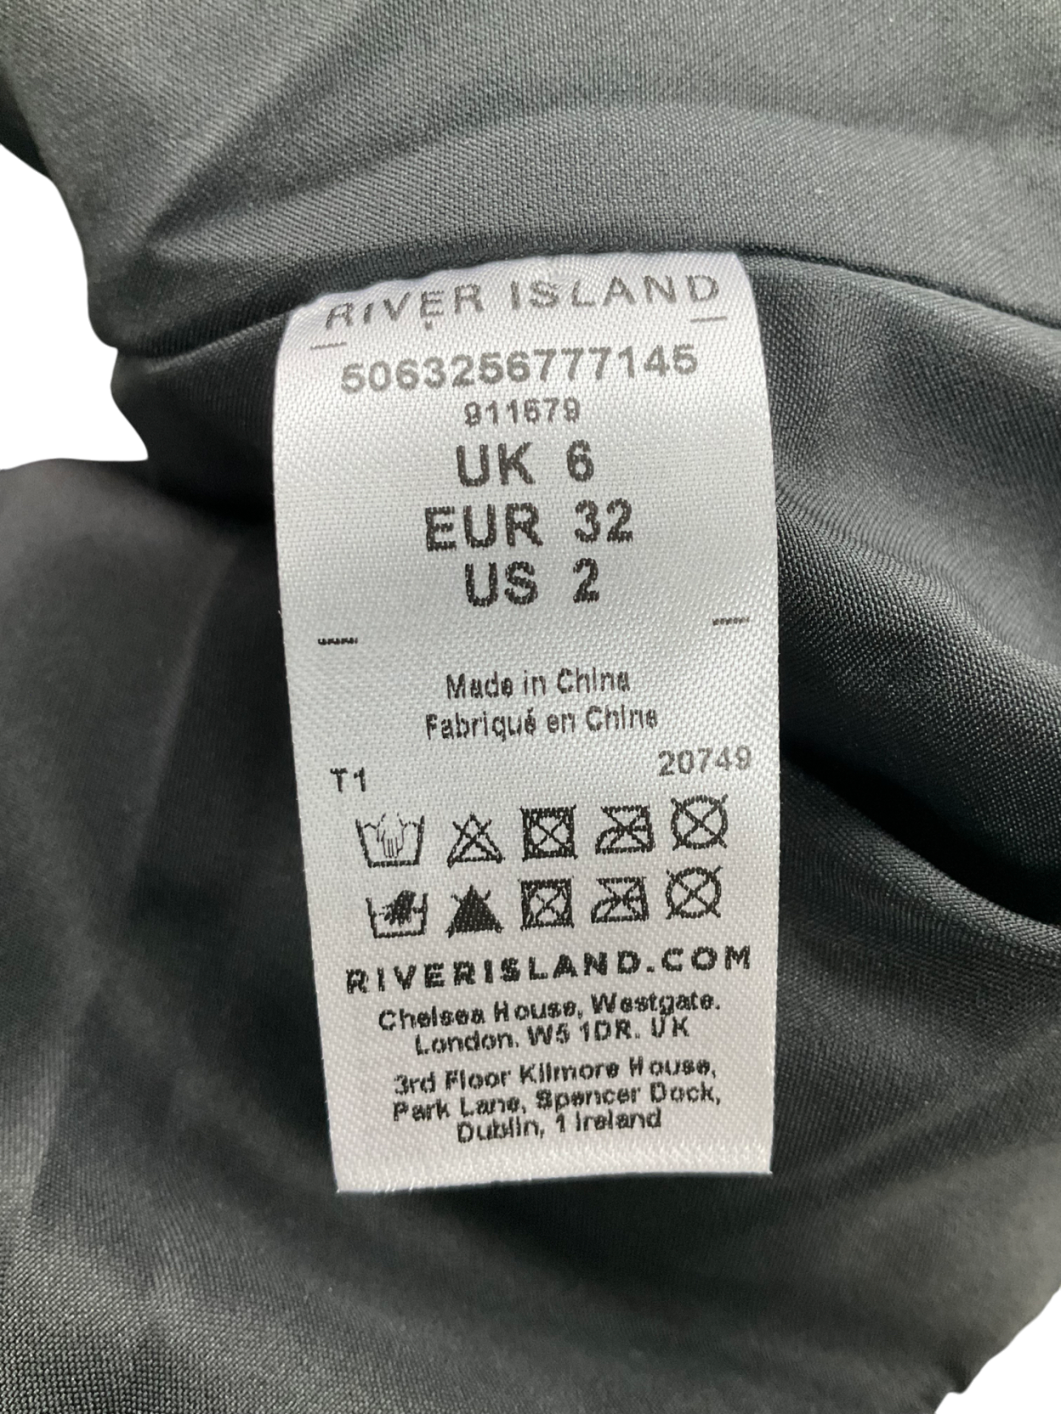 RIVER ISLAND
5063256777145
911679
UK 6
EUR 32
US 2
Made in China
Fabriqué en Chine
T1 20749
RIVERISLAND.COM
Chelsea House, Westgate.
London. W5 1DR. UK
3rd Floor Kilmore House,
Park Lane, Spencer Dock,
Dublin, 1 Ireland